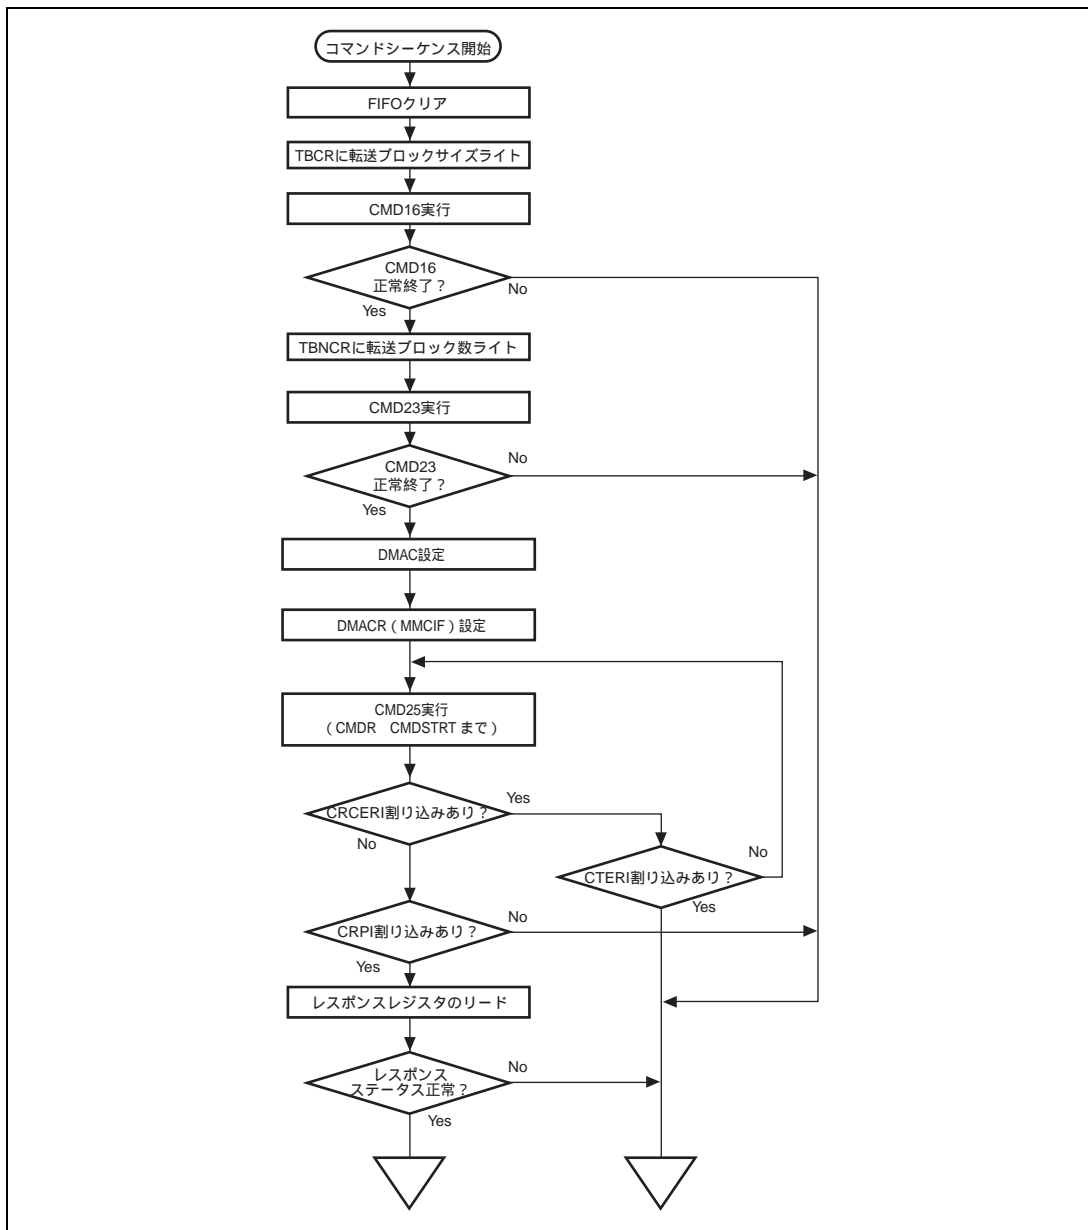 コマンドシーケンス開始
FIFOクリア
TBCRに転送ブロックサイズライト
CMD16実行
CMD16
正常終了？
No
Yes
TBNCRに転送ブロック数ライト
CMD23実行
CMD23
正常終了？
No
Yes
DMAC設定
DMACR（MMCIF）設定
CMD25実行
（CMDR　CMDSTRT まで）
CRCERI割り込みあり？
Yes
No
CTERI割り込みあり？
No
Yes
CRPI割り込みあり？
No
Yes
レスポンスレジスタのリード
レスポンス
ステータス正常？
No
Yes